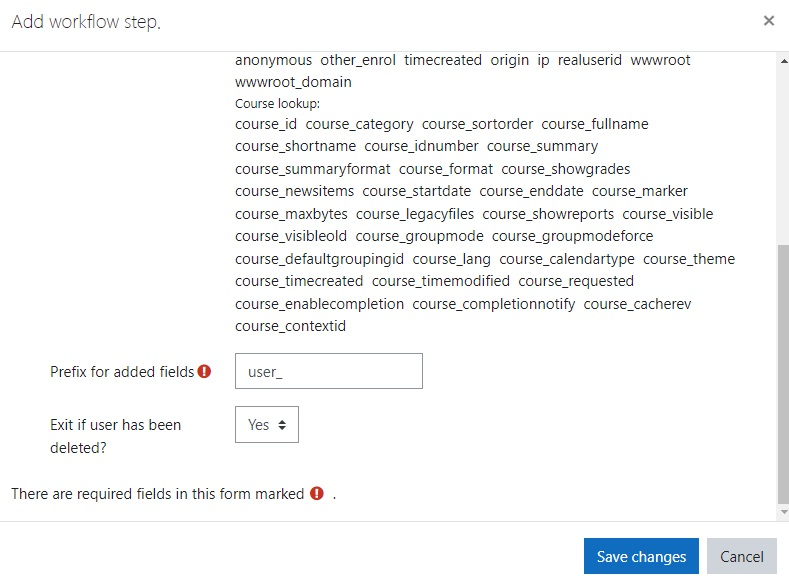 Add workflow step.
×
anonymous other_enrol timecreated origin ip realuserid wwwroot
wwwroot_domain
Course lookup:
course_id course_category course_sortorder course_fullname
course_shortname course_idnumber course_summary
course_summaryformat course_format course_showgrades
course_newsitems course_startdate course_enddate course_marker
course_maxbytes course_legacyfiles course_showreports course_visible
course_visibleold course_groupmode course_groupmodeforce
course_defaultgroupingid course_lang course_calendartype course_theme
course_timecreated course_timemodified course_requested
course_enablecompletion course_completionnotify course_cacherev
course_contextid
Prefix for added fields
user_
Exit if user has been
deleted?
Yes
There are required fields in this form marked .
Save changes
Cancel